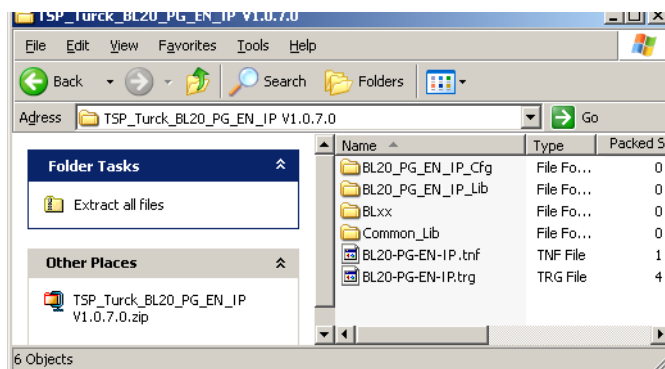 TSP_Turck_BL20_PG_EN_IP V1.0.7.0
File Edit View Favorites Tools Help
Back Search Folders
Adress TSP_Turck_BL20_PG_EN_IP V1.0.7.0 Go
Folder Tasks
Extract all files
Other Places
TSP_Turck_BL20_PG_EN_IP
V1.0.7.0.zip
Name Type Packed S
BL20_PG_EN_IP_Cfg File Fo... 0
BL20_PG_EN_IP_Lib File Fo... 0
BLxx File Fo... 0
Common_Lib File Fo... 0
BL20-PG-EN-IP.tnf TNF File 1
BL20-PG-EN-IP.trg TRG File 4
6 Objects